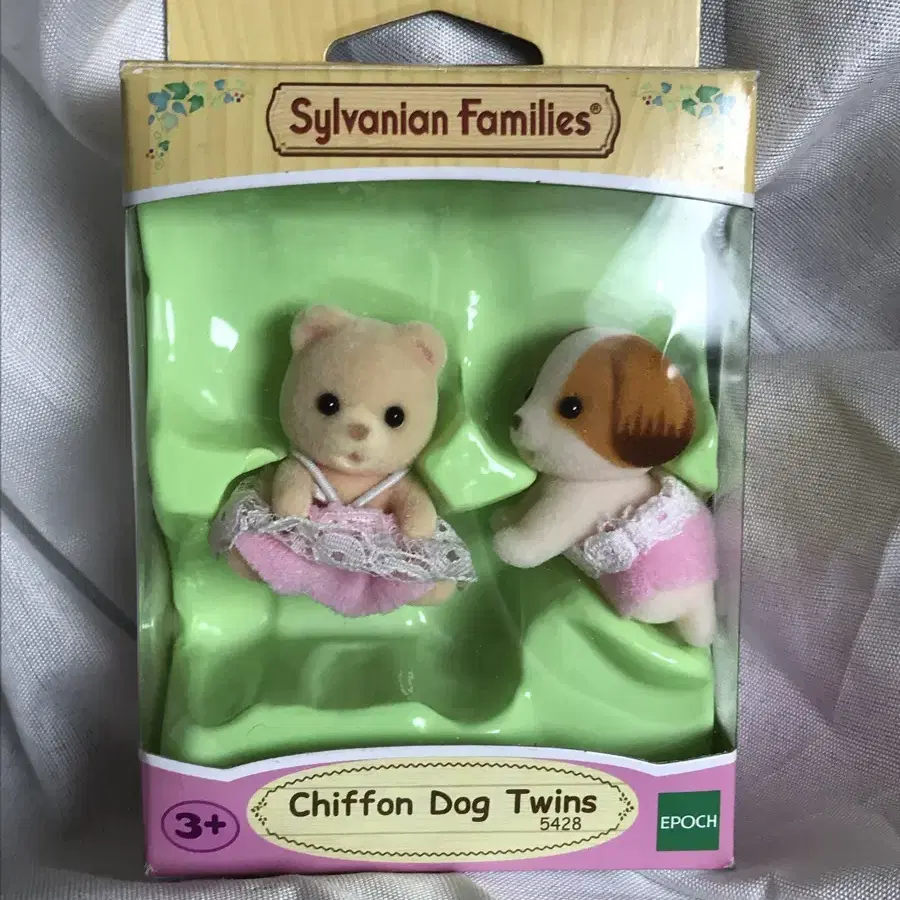 Sylvanian Families®
Chiffon Dog Twins
5428
3+
EPOCH